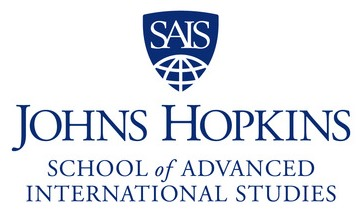 SAIS
JOHNS HOPKINS
SCHOOL of ADVANCED
INTERNATIONAL STUDIES